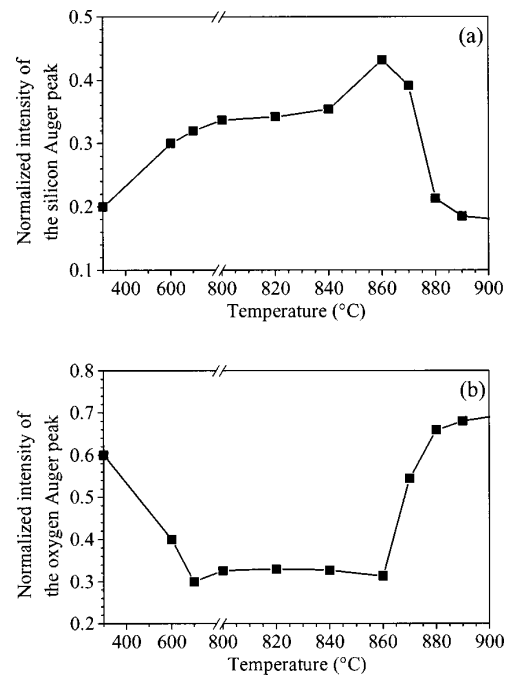 (a)
Normalized intensity of
the silicon Auger peak
0.5
0.4
0.3
0.2
0.1
400 600 800 820 840 860 880 900
Temperature (°C)
(b)
Normalized intensity of
the oxygen Auger peak
0.8
0.7
0.6
0.5
0.4
0.3
0.2
400 600 800 820 840 860 880 900
Temperature (°C)